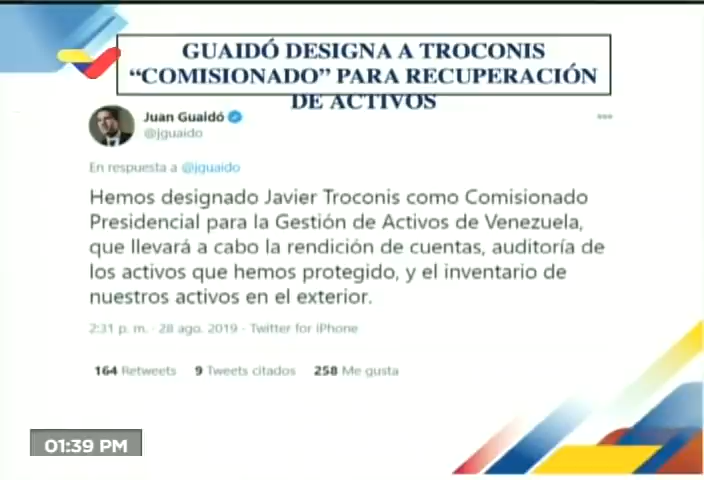 GUAIDÓ DESIGNA A TROCONIS
“COMISIONADO” PARA RECUPERACIÓN
DE ACTIVOS
Juan Guaidó
@jguaido
En respuesta a @jguaido
Hemos designado Javier Troconis como Comisionado
Presidencial para la Gestión de Activos de Venezuela,
que llevará a cabo la rendición de cuentas, auditoría de
los activos que hemos protegido, y el inventario de
nuestros activos en el exterior.
2:31 p. m. · 28 ago. 2019 · Twitter for iPhone
164 Retweets 9 Tweets citados 258 Me gusta
01:39 PM